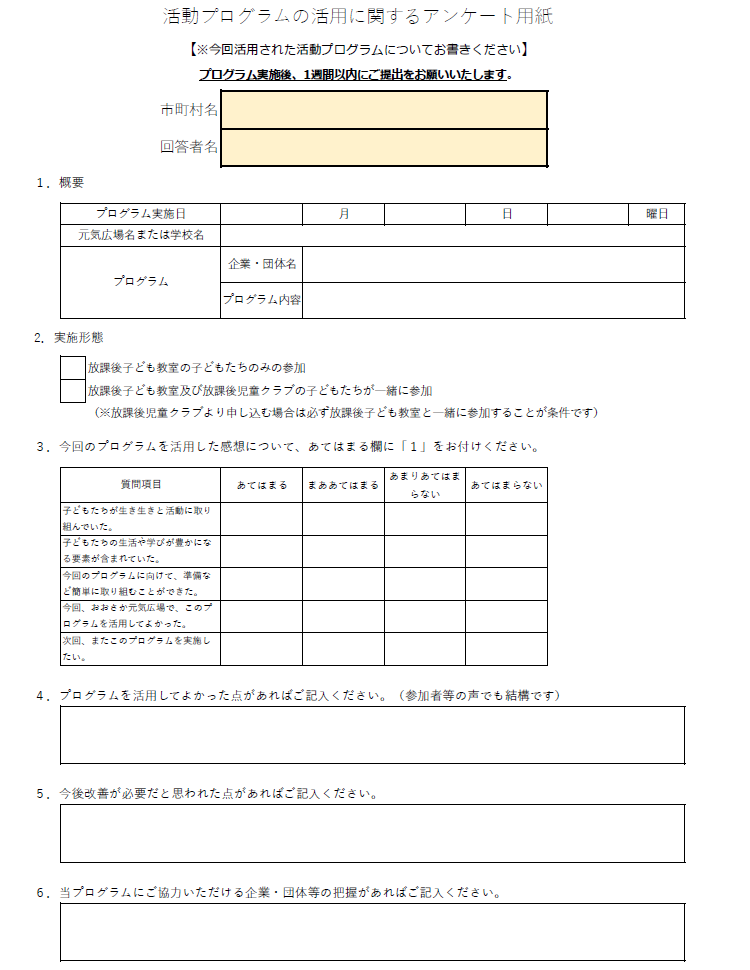 活動プログラムの活用に関するアンケート用紙
【※今回活用された活動プログラムについてお書きください】
プログラム実施後、1週間以内にご提出をお願いいたします。
市町村名
回答者名
１．概要
プログラム実施日 月 日 曜日
元気広場名または学校名
プログラム
企業・団体名
プログラム内容
２．実施形態
放課後子ども教室の子どもたちのみの参加
放課後子ども教室及び放課後児童クラブの子どもたちが一緒に参加
（※放課後児童クラブより申し込む場合は必ず放課後子ども教室と一緒に参加することが条件です）
３．今回のプログラムを活用した感想について、あてはまる欄に「１」をお付けください。
質問項目 あてはまる まああてはまる あまりあてはま
らない あてはまらない
子どもたちが生き生きと活動に取り
組んでいた。
子どもたちの生活や学びが豊かにな
る要素が含まれていた。
今回のプログラムに向けて、準備な
ど簡単に取り組むことができた。
今回、おおさか元気広場で、このプ
ログラムを活用してよかった。
次回、またこのプログラムを実施し
たい。
４．プログラムを活用してよかった点があればご記入ください。（参加者等の声でも結構です）
５．今後改善が必要だと思われた点があればご記入ください。
６．当プログラムにご協力いただける企業・団体等の把握があればご記入ください。